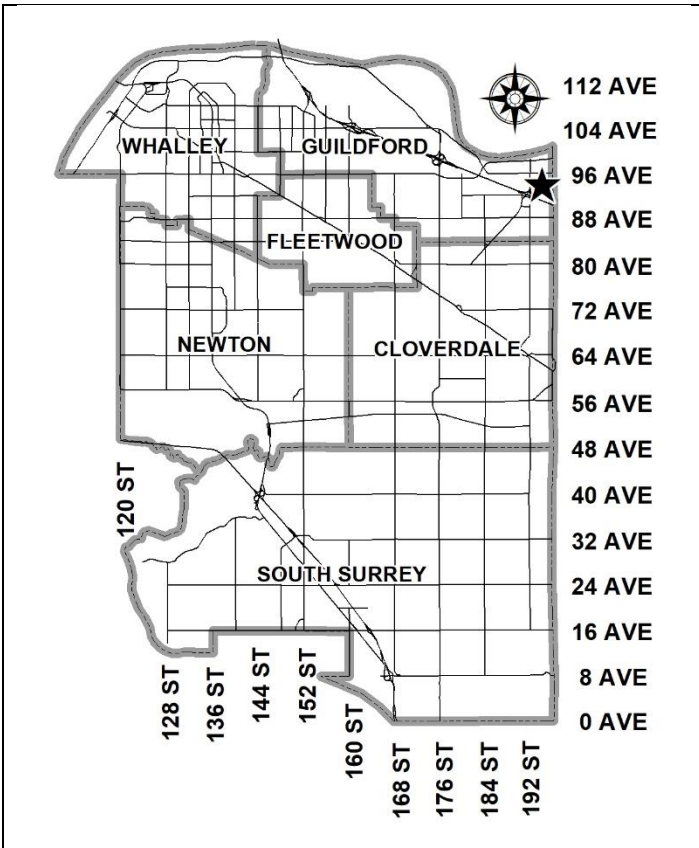 112 AVE
104 AVE
WHALLEY
GUILDFORD
96 AVE
88 AVE
FLEETWOOD
80 AVE
72 AVE
NEWTON
CLOVERDALE
64 AVE
56 AVE
48 AVE
120 ST
40 AVE
32 AVE
SOUTH SURREY
24 AVE
16 AVE
128 ST
136 ST
144 ST
152 ST
8 AVE
160 ST
0 AVE
168 ST
176 ST
184 ST
192 ST